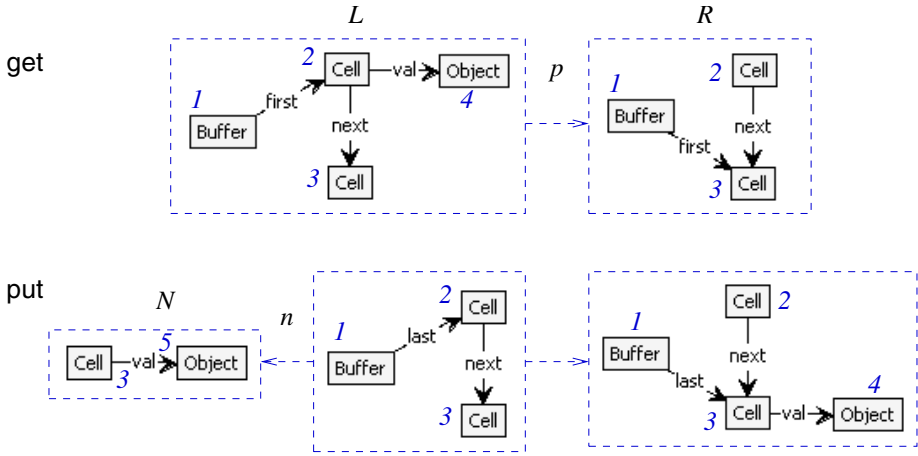 L R
get
2 Cell val Object p 2 Cell
1 first 4 1
Buffer next Buffer next
first
3 Cell 3 Cell
put
N n 2 Cell Cell 2
5 1 last 1
Cell val Object Buffer next Buffer next 4
3 last
3 Cell 3 Cell val Object